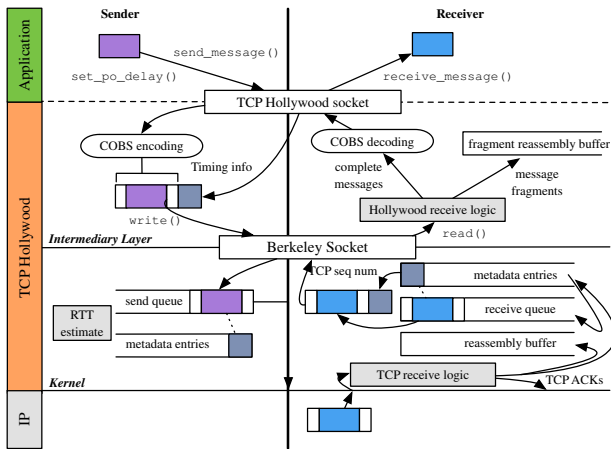 Sender
Receiver
Application
send_message()
set_po_delay()
receive_message()
TCP Hollywood socket
TCP Hollywood
COBS encoding
COBS decoding
fragment reassembly buffer
Timing info
complete
messages
message
fragments
Hollywood receive logic
write()
read()
Intermediary Layer
Berkeley Socket
TCP seq num
metadata entries
send queue
receive queue
RTT
estimate
metadata entries
reassembly buffer
TCP receive logic
TCP ACKs
Kernel
IP